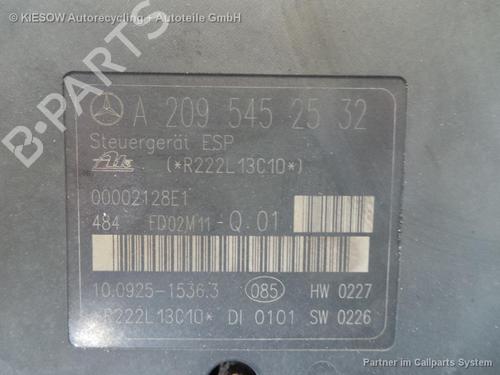 © KIESOW Autorecycling + Autoteile GmbH
A 209 545 25 32
Steuergerät ESP
Ate (*R222L13C10*)
00002128E1
484 FD02M11-Q 01
10.0925-1536.3 085 HW 0227
*R222L13C10* DI 0101 SW 0226
Partner im Callparts System